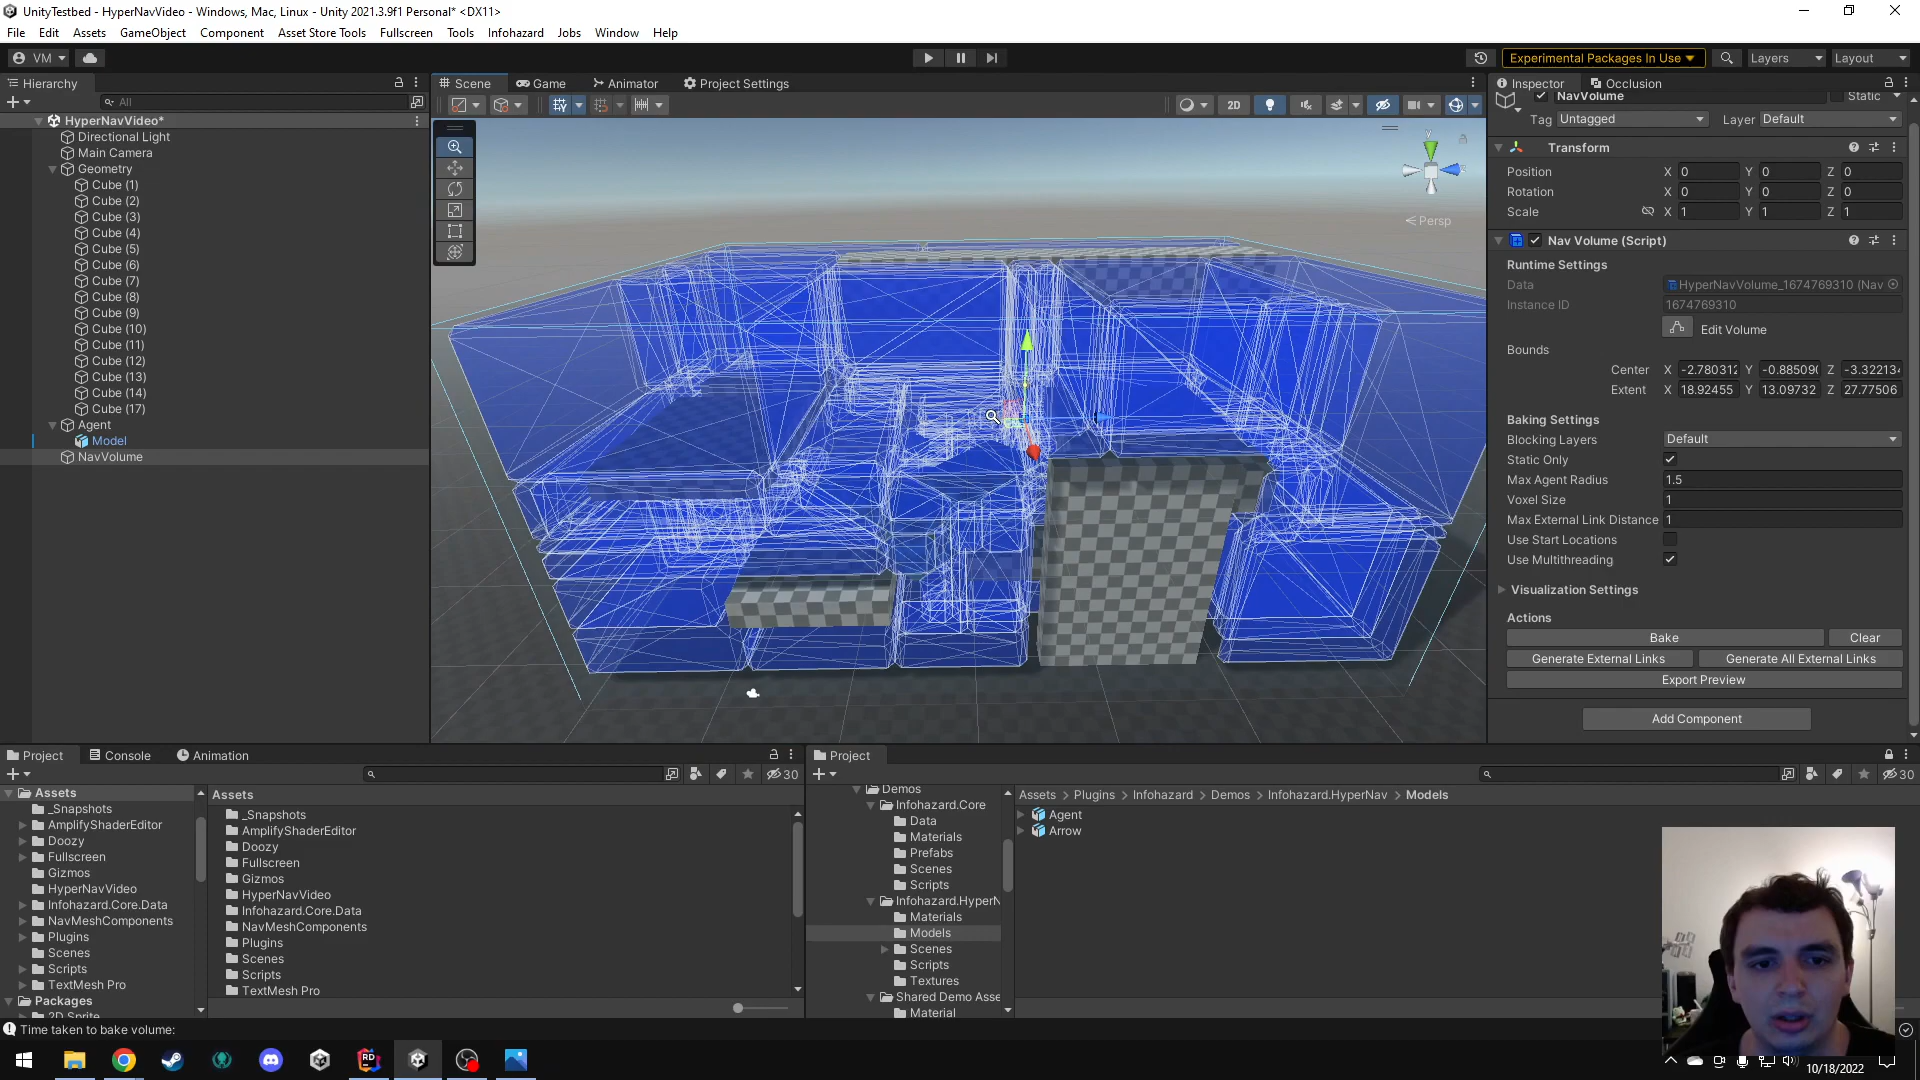 UnityTestbed - HyperNavVideo - Windows, Mac, Linux - Unity 2021.3.9f1 Personal* <DX11>
File Edit Assets GameObject Component Asset Store Tools Fullscreen Tools Infohazard Jobs Window Help
VM Experimental Packages In Use Layers Layout
Hierarchy
All
HyperNavVideo*
Directional Light
Main Camera
Geometry
Cube (1)
Cube (2)
Cube (3)
Cube (4)
Cube (5)
Cube (6)
Cube (7)
Cube (8)
Cube (9)
Cube (10)
Cube (11)
Cube (12)
Cube (13)
Cube (14)
Cube (17)
Agent
Model
NavVolume
Scene Game Animator Project Settings
2D
Persp
Inspector Occlusion
NavVolume Static
Tag Untagged Layer Default
Transform
Position X 0 Y 0 Z 0
Rotation X 0 Y 0 Z 0
Scale X 1 Y 1 Z 1
Nav Volume (Script)
Runtime Settings
Data HyperNavVolume_1674769310 (Nav
Instance ID 1674769310
Edit Volume
Bounds
Center X -2.780312 Y -0.885090 Z -3.322134
Extent X 18.92455 Y 13.09732 Z 27.77506
Baking Settings
Blocking Layers Default
Static Only
Max Agent Radius 1.5
Voxel Size 1
Max External Link Distance 1
Use Start Locations
Use Multithreading
Visualization Settings
Actions
Bake Clear
Generate External Links Generate All External Links
Export Preview
Add Component
Project Console Animation
30
Assets
_Snapshots
AmplifyShaderEditor
Doozy
Fullscreen
Gizmos
HyperNavVideo
Infohazard.Core.Data
NavMeshComponents
Plugins
Scenes
Scripts
TextMesh Pro
Packages
2D Sprite
Assets
_Snapshots
AmplifyShaderEditor
Doozy
Fullscreen
Gizmos
HyperNavVideo
Infohazard.Core.Data
NavMeshComponents
Plugins
Scenes
Scripts
TextMesh Pro
Project
30
Demos
Infohazard.Core
Data
Materials
Prefabs
Scenes
Scripts
Infohazard.HyperN
Materials
Models
Scenes
Scripts
Textures
Shared Demo Asse
Material
Assets > Plugins > Infohazard > Demos > Infohazard.HyperNav > Models
Agent
Arrow
Time taken to bake volume:
10/18/2022